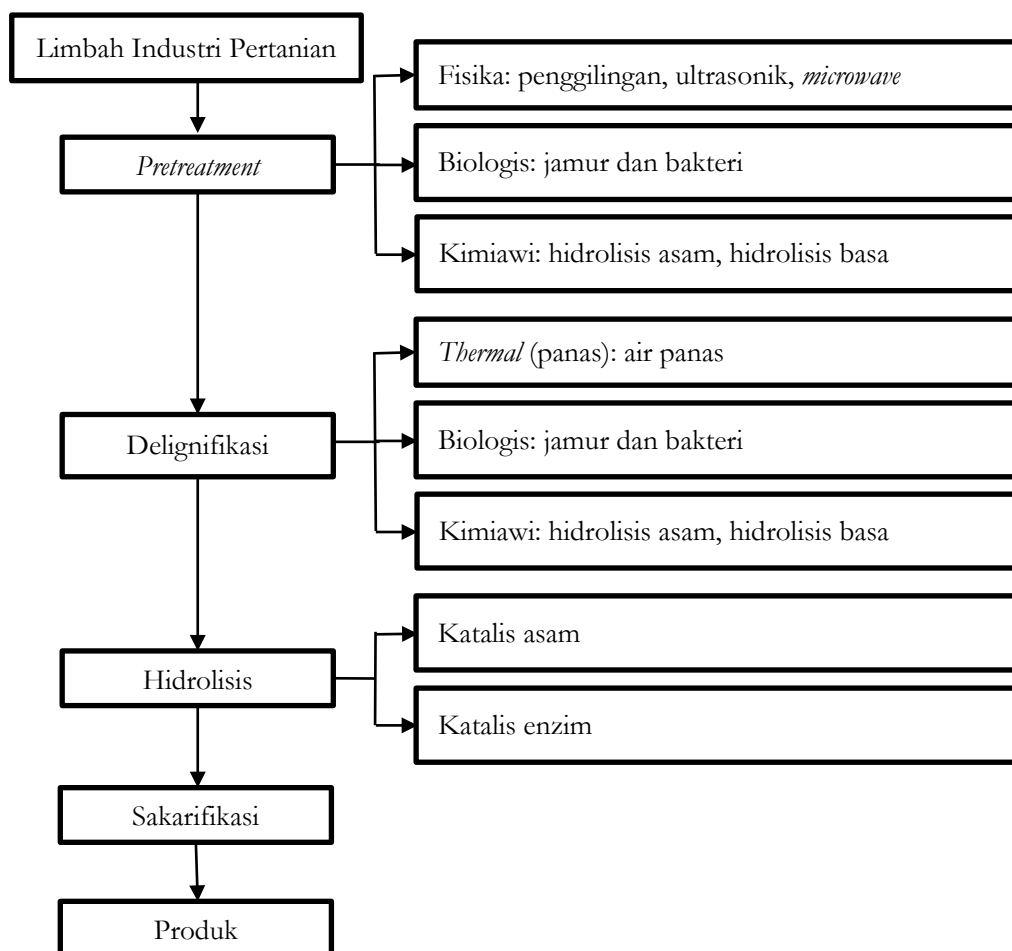 Limbah Industri Pertanian
Fisika: penggilingan, ultrasonik, microwave
Pretreatment
Biologis: jamur dan bakteri
Kimiawi: hidrolisis asam, hidrolisis basa
Thermal (panas): air panas
Delignifikasi
Biologis: jamur dan bakteri
Kimiawi: hidrolisis asam, hidrolisis basa
Katalis asam
Hidrolisis
Katalis enzim
Sakarifikasi
Produk